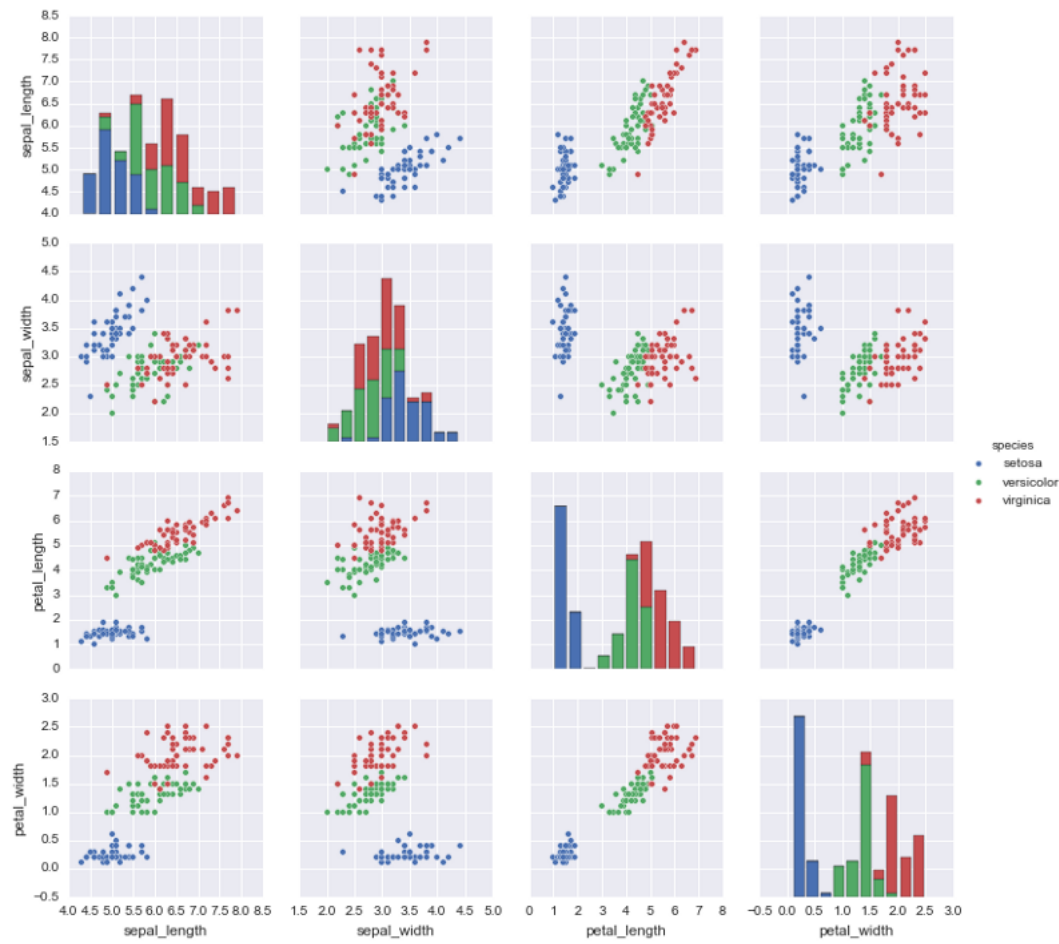 8.5
8.0
7.5
7.0
6.5
6.0
5.5
5.0
4.5
4.0
sepal_length
5.0
4.5
4.0
3.5
3.0
2.5
2.0
1.5
sepal_width
species
setosa
versicolor
virginica
8
7
6
5
4
3
2
1
0
petal_length
3.0
2.5
2.0
1.5
1.0
0.5
0.0
−0.5
petal_width
4.0 4.5 5.0 5.5 6.0 6.5 7.0 7.5 8.0 8.5
sepal_length
1.5 2.0 2.5 3.0 3.5 4.0 4.5 5.0
sepal_width
0 1 2 3 4 5 6 7 8
petal_length
−0.5 0.0 0.5 1.0 1.5 2.0 2.5 3.0
petal_width